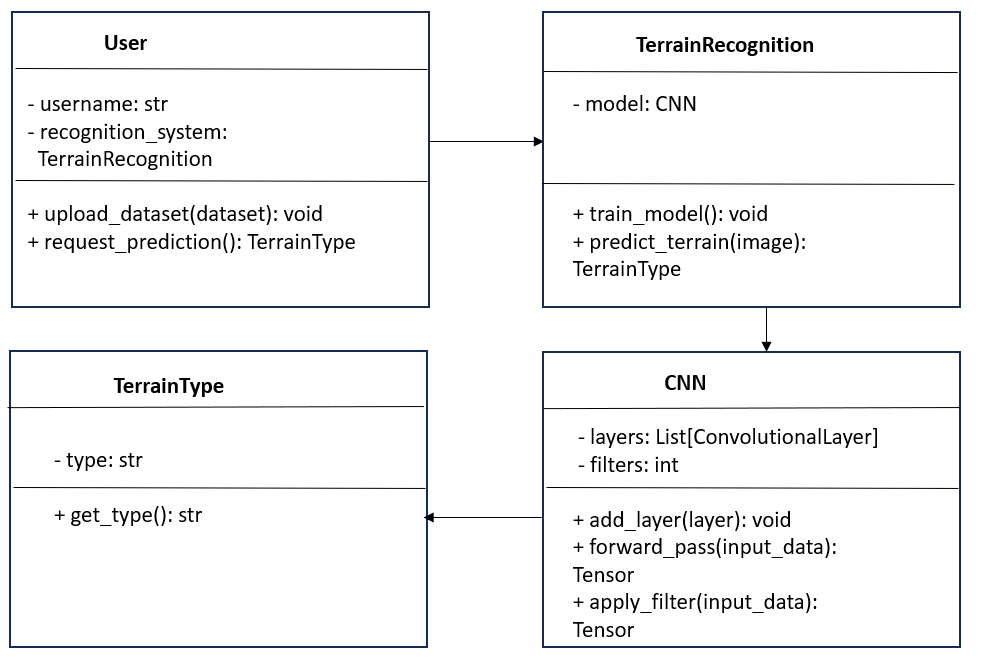 User
- username: str
- recognition_system:
TerrainRecognition
+ upload_dataset(dataset): void
+ request_prediction(): TerrainType
TerrainRecognition
- model: CNN
+ train_model(): void
+ predict_terrain(image):
TerrainType
TerrainType
- type: str
+ get_type(): str
CNN
- layers: List[ConvolutionalLayer]
- filters: int
+ add_layer(layer): void
+ forward_pass(input_data):
Tensor
+ apply_filter(input_data):
Tensor